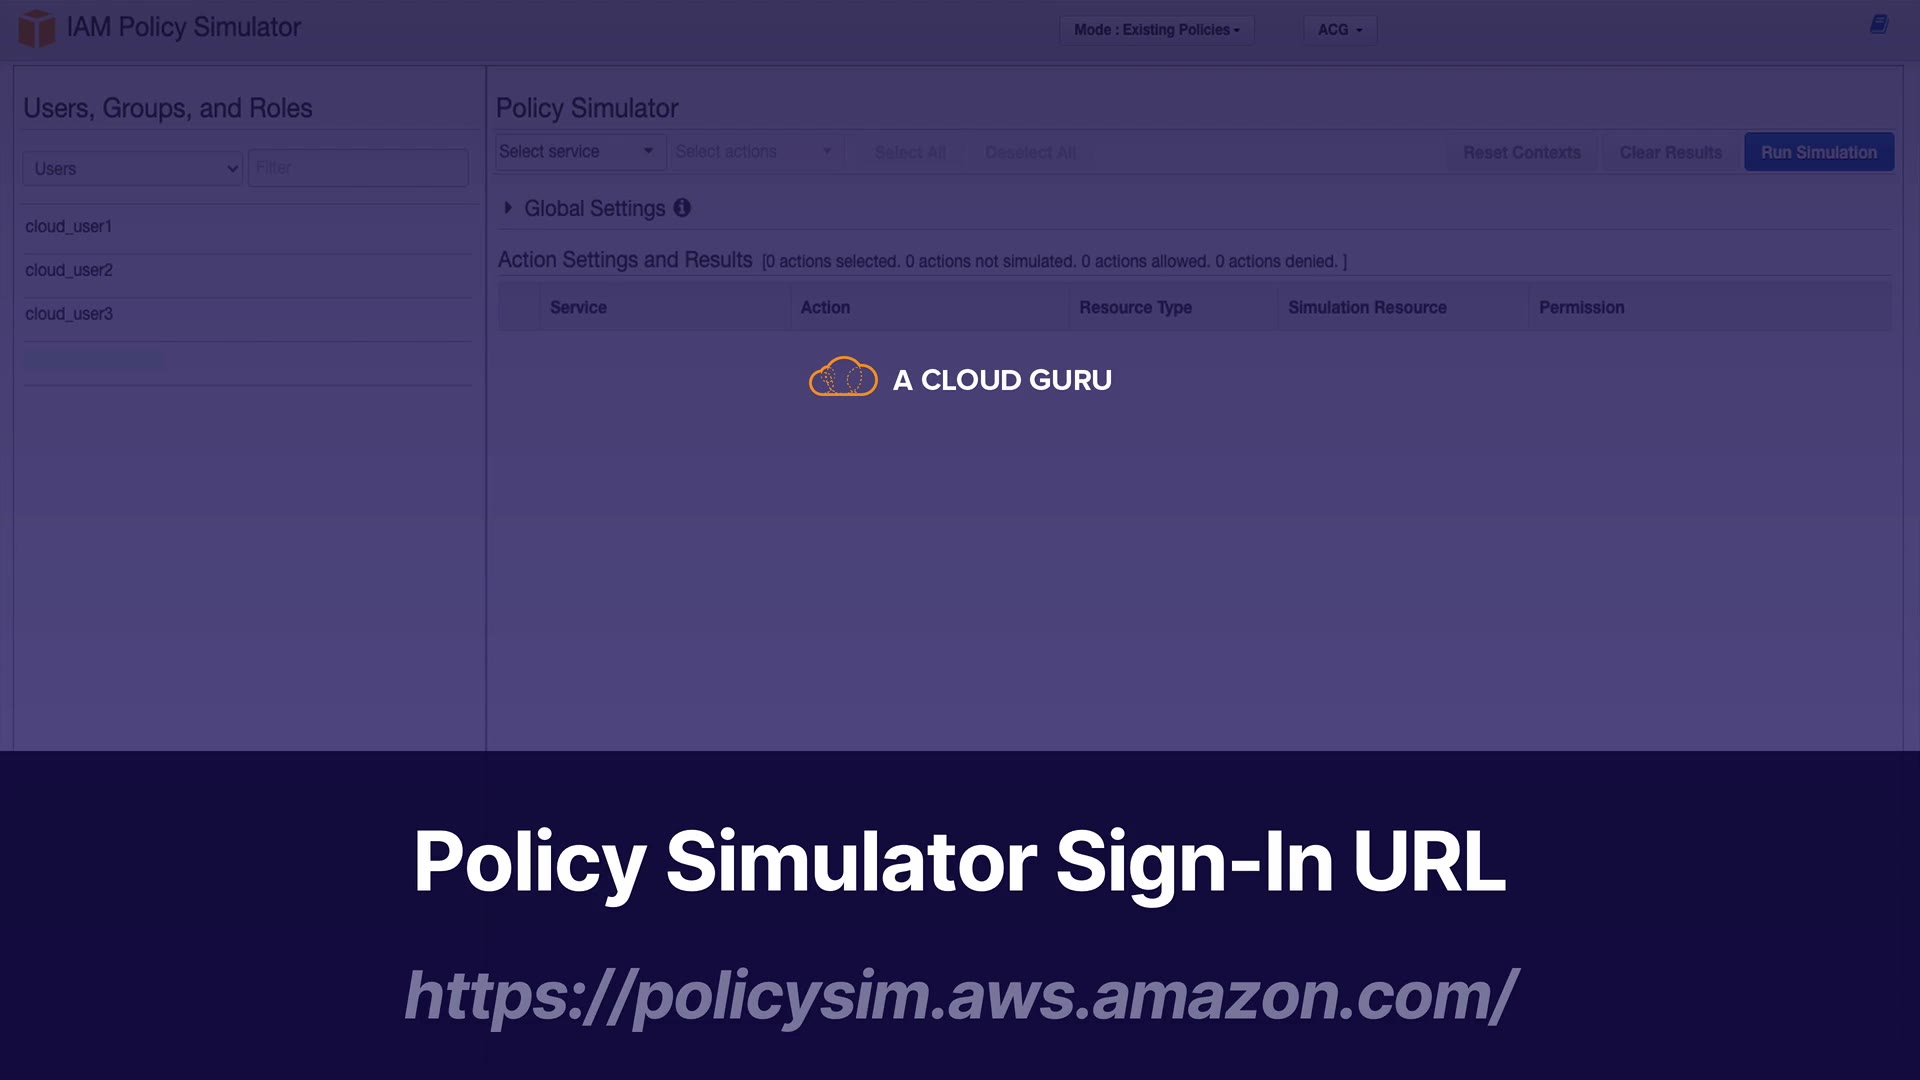 IAM Policy Simulator
Mode : Existing Policies
ACG
Users, Groups, and Roles
Users
Filter
cloud_user1
cloud_user2
cloud_user3
Policy Simulator
Select service
Select actions
Select All
Deselect All
Reset Contexts
Clear Results
Run Simulation
Global Settings
Action Settings and Results [0 actions selected. 0 actions not simulated. 0 actions allowed. 0 actions denied. ]
Service
Action
Resource Type
Simulation Resource
Permission
A CLOUD GURU
Policy Simulator Sign-In URL
https://policysim.aws.amazon.com/